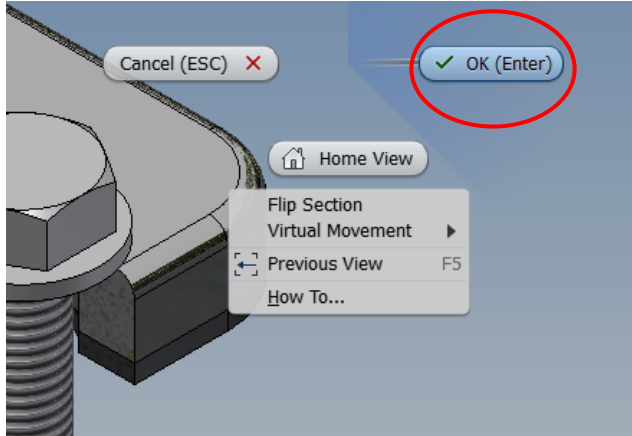 Cancel (ESC)
OK (Enter)
Home View
Flip Section
Virtual Movement
Previous View F5
How To...